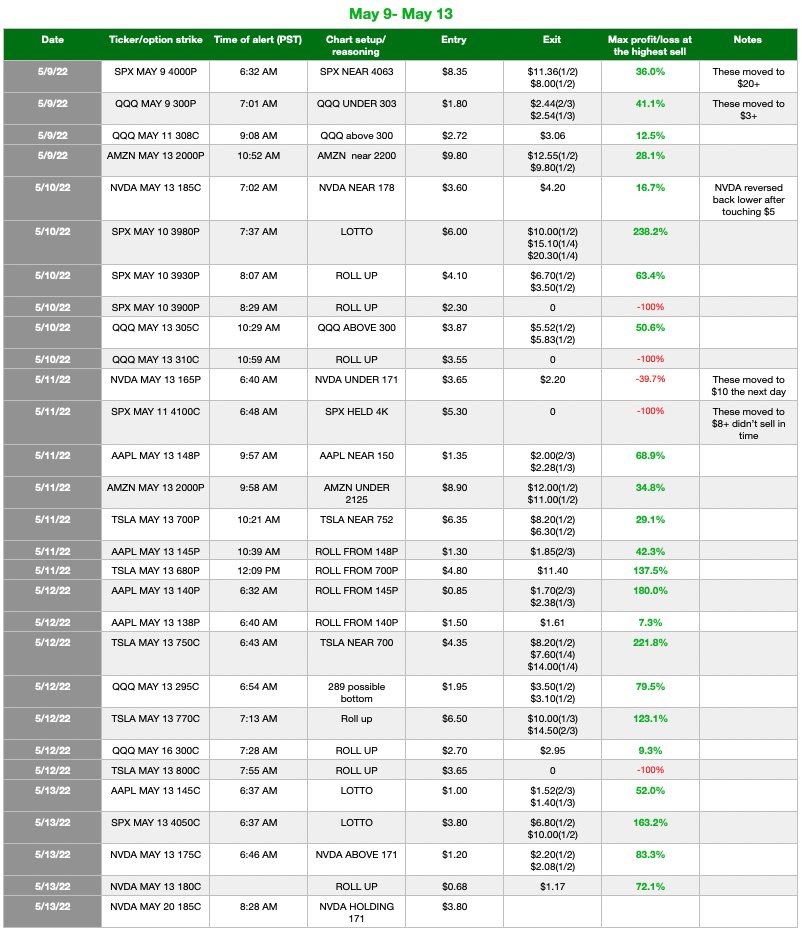 May 9- May 13
Date Ticker/option strike Time of alert (PST) Chart setup/ reasoning Entry Exit Max profit/loss at the highest sell Notes
5/9/22 SPX MAY 9 4000P 6:32 AM SPX NEAR 4063 $8.35 $11.36(1/2) $8.00(1/2) 36.0% These moved to $20+
5/9/22 QQQ MAY 9 300P 7:01 AM QQQ UNDER 303 $1.80 $2.44(2/3) $2.54(1/3) 41.1% These moved to $3+
5/9/22 QQQ MAY 11 308C 9:08 AM QQQ above 300 $2.72 $3.06 12.5%
5/9/22 AMZN MAY 13 2000P 10:52 AM AMZN near 2200 $9.80 $12.55(1/2) $9.80(1/2) 28.1%
5/10/22 NVDA MAY 13 185C 7:02 AM NVDA NEAR 178 $3.60 $4.20 16.7% NVDA reversed back lower after touching $5
5/10/22 SPX MAY 10 3980P 7:37 AM LOTTO $6.00 $10.00(1/2) $15.10(1/4) $20.30(1/4) 238.2%
5/10/22 SPX MAY 10 3930P 8:07 AM ROLL UP $4.10 $6.70(1/2) $3.50(1/2) 63.4%
5/10/22 SPX MAY 10 3900P 8:29 AM ROLL UP $2.30 0 -100%
5/10/22 QQQ MAY 13 305C 10:29 AM QQQ ABOVE 300 $3.87 $5.52(1/2) $5.83(1/2) 50.6%
5/10/22 QQQ MAY 13 310C 10:59 AM ROLL UP $3.55 0 -100%
5/11/22 NVDA MAY 13 165P 6:40 AM NVDA UNDER 171 $3.65 $2.20 -39.7% These moved to $10 the next day
5/11/22 SPX MAY 11 4100C 6:48 AM SPX HELD 4K $5.30 0 -100% These moved to $8+ didn't sell in time
5/11/22 AAPL MAY 13 148P 9:57 AM AAPL NEAR 150 $1.35 $2.00(2/3) $2.28(1/3) 68.9%
5/11/22 AMZN MAY 13 2000P 9:58 AM AMZN UNDER 2125 $8.90 $12.00(1/2) $11.00(1/2) 34.8%
5/11/22 TSLA MAY 13 700P 10:21 AM TSLA NEAR 752 $6.35 $8.20(1/2) $6.30(1/2) 29.1%
5/11/22 AAPL MAY 13 145P 10:39 AM ROLL FROM 148P $1.30 $1.85(2/3) 42.3%
5/11/22 TSLA MAY 13 680P 12:09 PM ROLL FROM 700P $4.80 $11.40 137.5%
5/12/22 AAPL MAY 13 140P 6:32 AM ROLL FROM 145P $0.85 $1.70(2/3) $2.38(1/3) 180.0%
5/12/22 AAPL MAY 13 138P 6:40 AM ROLL FROM 140P $1.50 $1.61 7.3%
5/12/22 TSLA MAY 13 750C 6:43 AM TSLA NEAR 700 $4.35 $8.20(1/2) $7.60(1/4) $14.00(1/4) 221.8%
5/12/22 QQQ MAY 13 295C 6:54 AM 289 possible bottom $1.95 $3.50(1/2) $3.10(1/2) 79.5%
5/12/22 TSLA MAY 13 770C 7:13 AM Roll up $6.50 $10.00(1/3) $14.50(2/3) 123.1%
5/12/22 QQQ MAY 16 300C 7:28 AM ROLL UP $2.70 $2.95 9.3%
5/12/22 TSLA MAY 13 800C 7:55 AM ROLL UP $3.65 0 -100%
5/13/22 AAPL MAY 13 145C 6:37 AM LOTTO $1.00 $1.52(2/3) $1.40(1/3) 52.0%
5/13/22 SPX MAY 13 4050C 6:37 AM LOTTO $3.80 $6.80(1/2) $10.00(1/2) 163.2%
5/13/22 NVDA MAY 13 175C 6:46 AM NVDA ABOVE 171 $1.20 $2.20(1/2) $2.08(1/2) 83.3%
5/13/22 NVDA MAY 13 180C ROLL UP $0.68 $1.17 72.1%
5/13/22 NVDA MAY 20 185C 8:28 AM NVDA HOLDING 171 $3.80